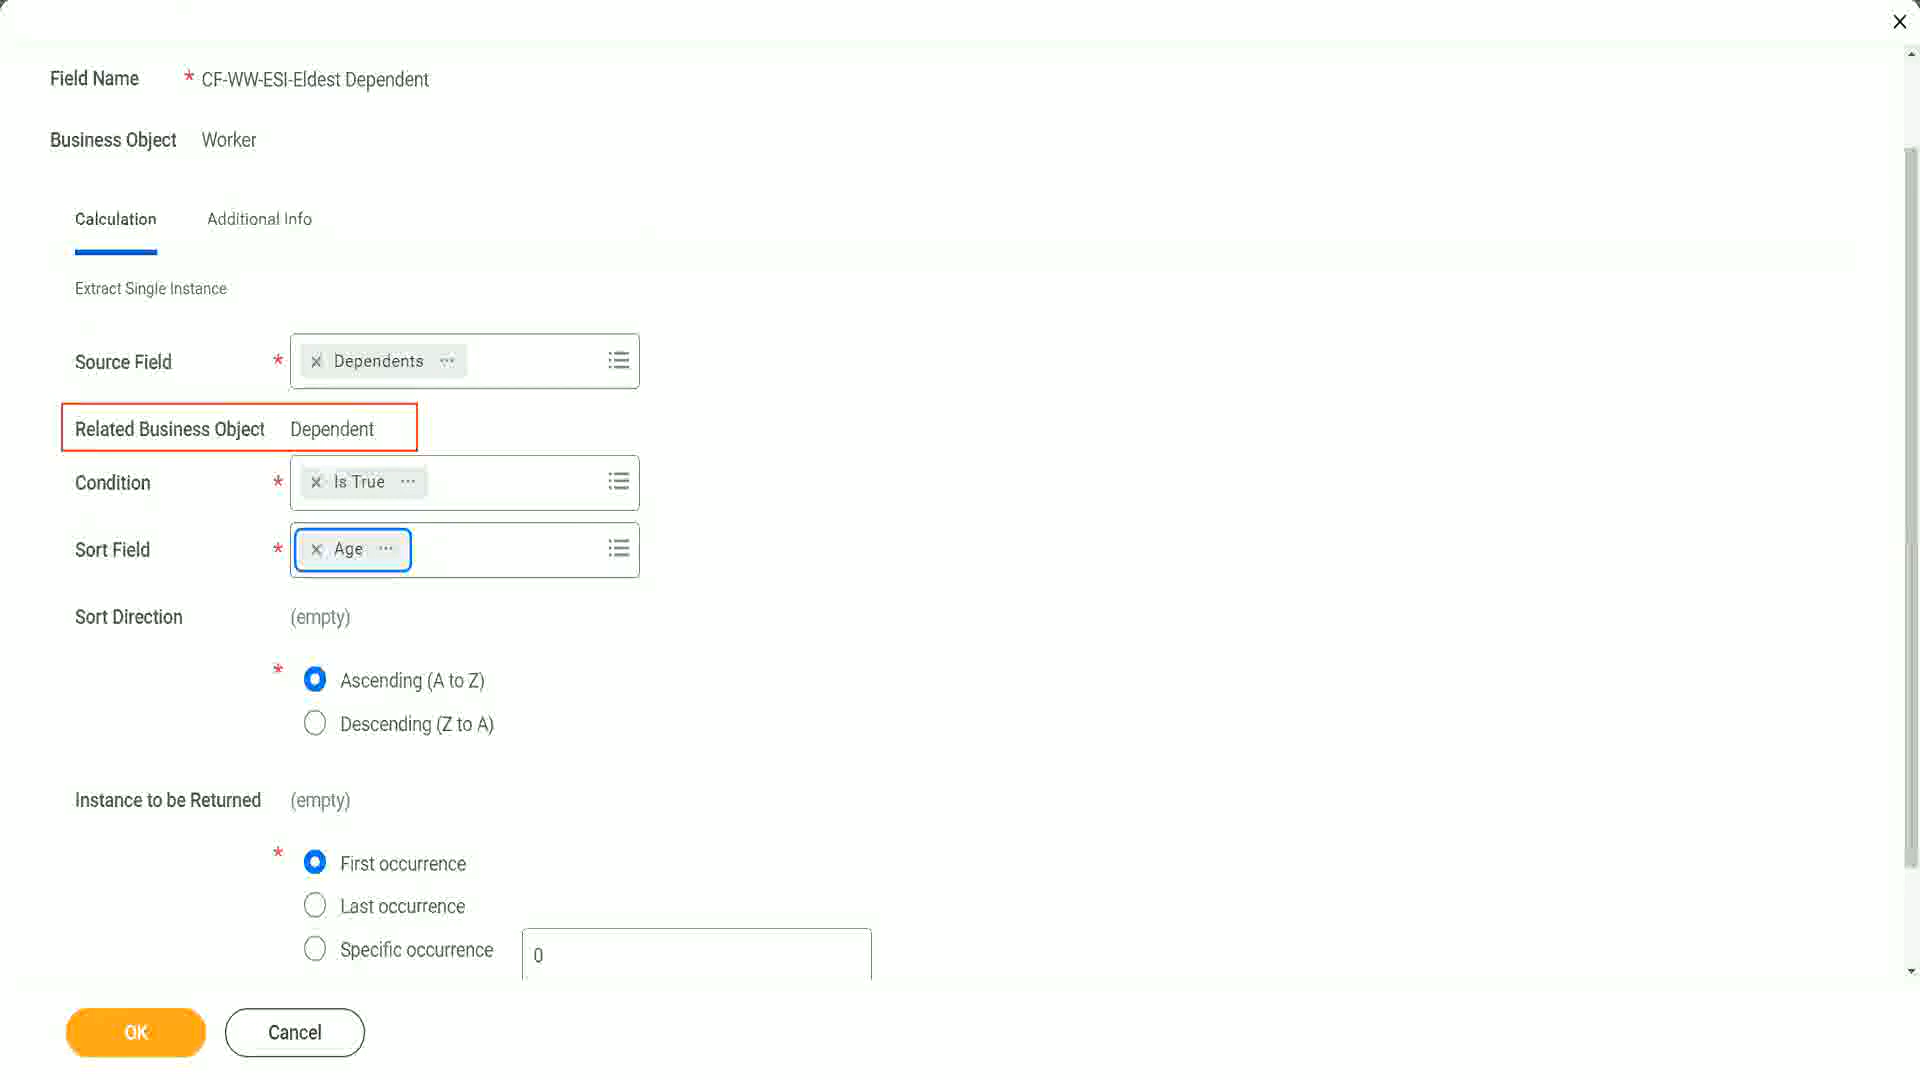 Field Name * CF-WW-ESI-Eldest Dependent
Business Object Worker
Calculation Additional Info
Extract Single Instance
Source Field * Dependents
Related Business Object Dependent
Condition * Is True
Sort Field * Age
Sort Direction (empty)
* Ascending (A to Z)
Descending (Z to A)
Instance to be Returned (empty)
* First occurrence
Last occurrence
Specific occurrence 0
OK Cancel